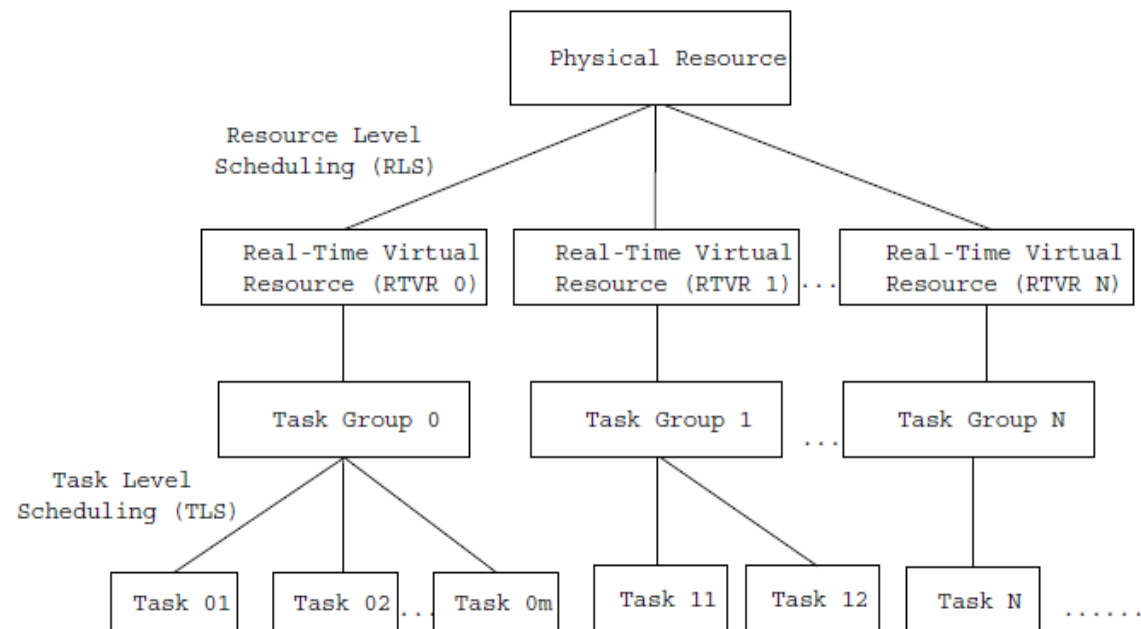 Physical Resource
Resource Level
Scheduling (RLS)
Real-Time Virtual
Resource (RTVR 0)
Real-Time Virtual
Resource (RTVR 1)
...
Real-Time Virtual
Resource (RTVR N)
Task Group 0
Task Group 1
...
Task Group N
Task Level
Scheduling (TLS)
Task 01
Task 02
...
Task 0m
Task 11
Task 12
Task N
......